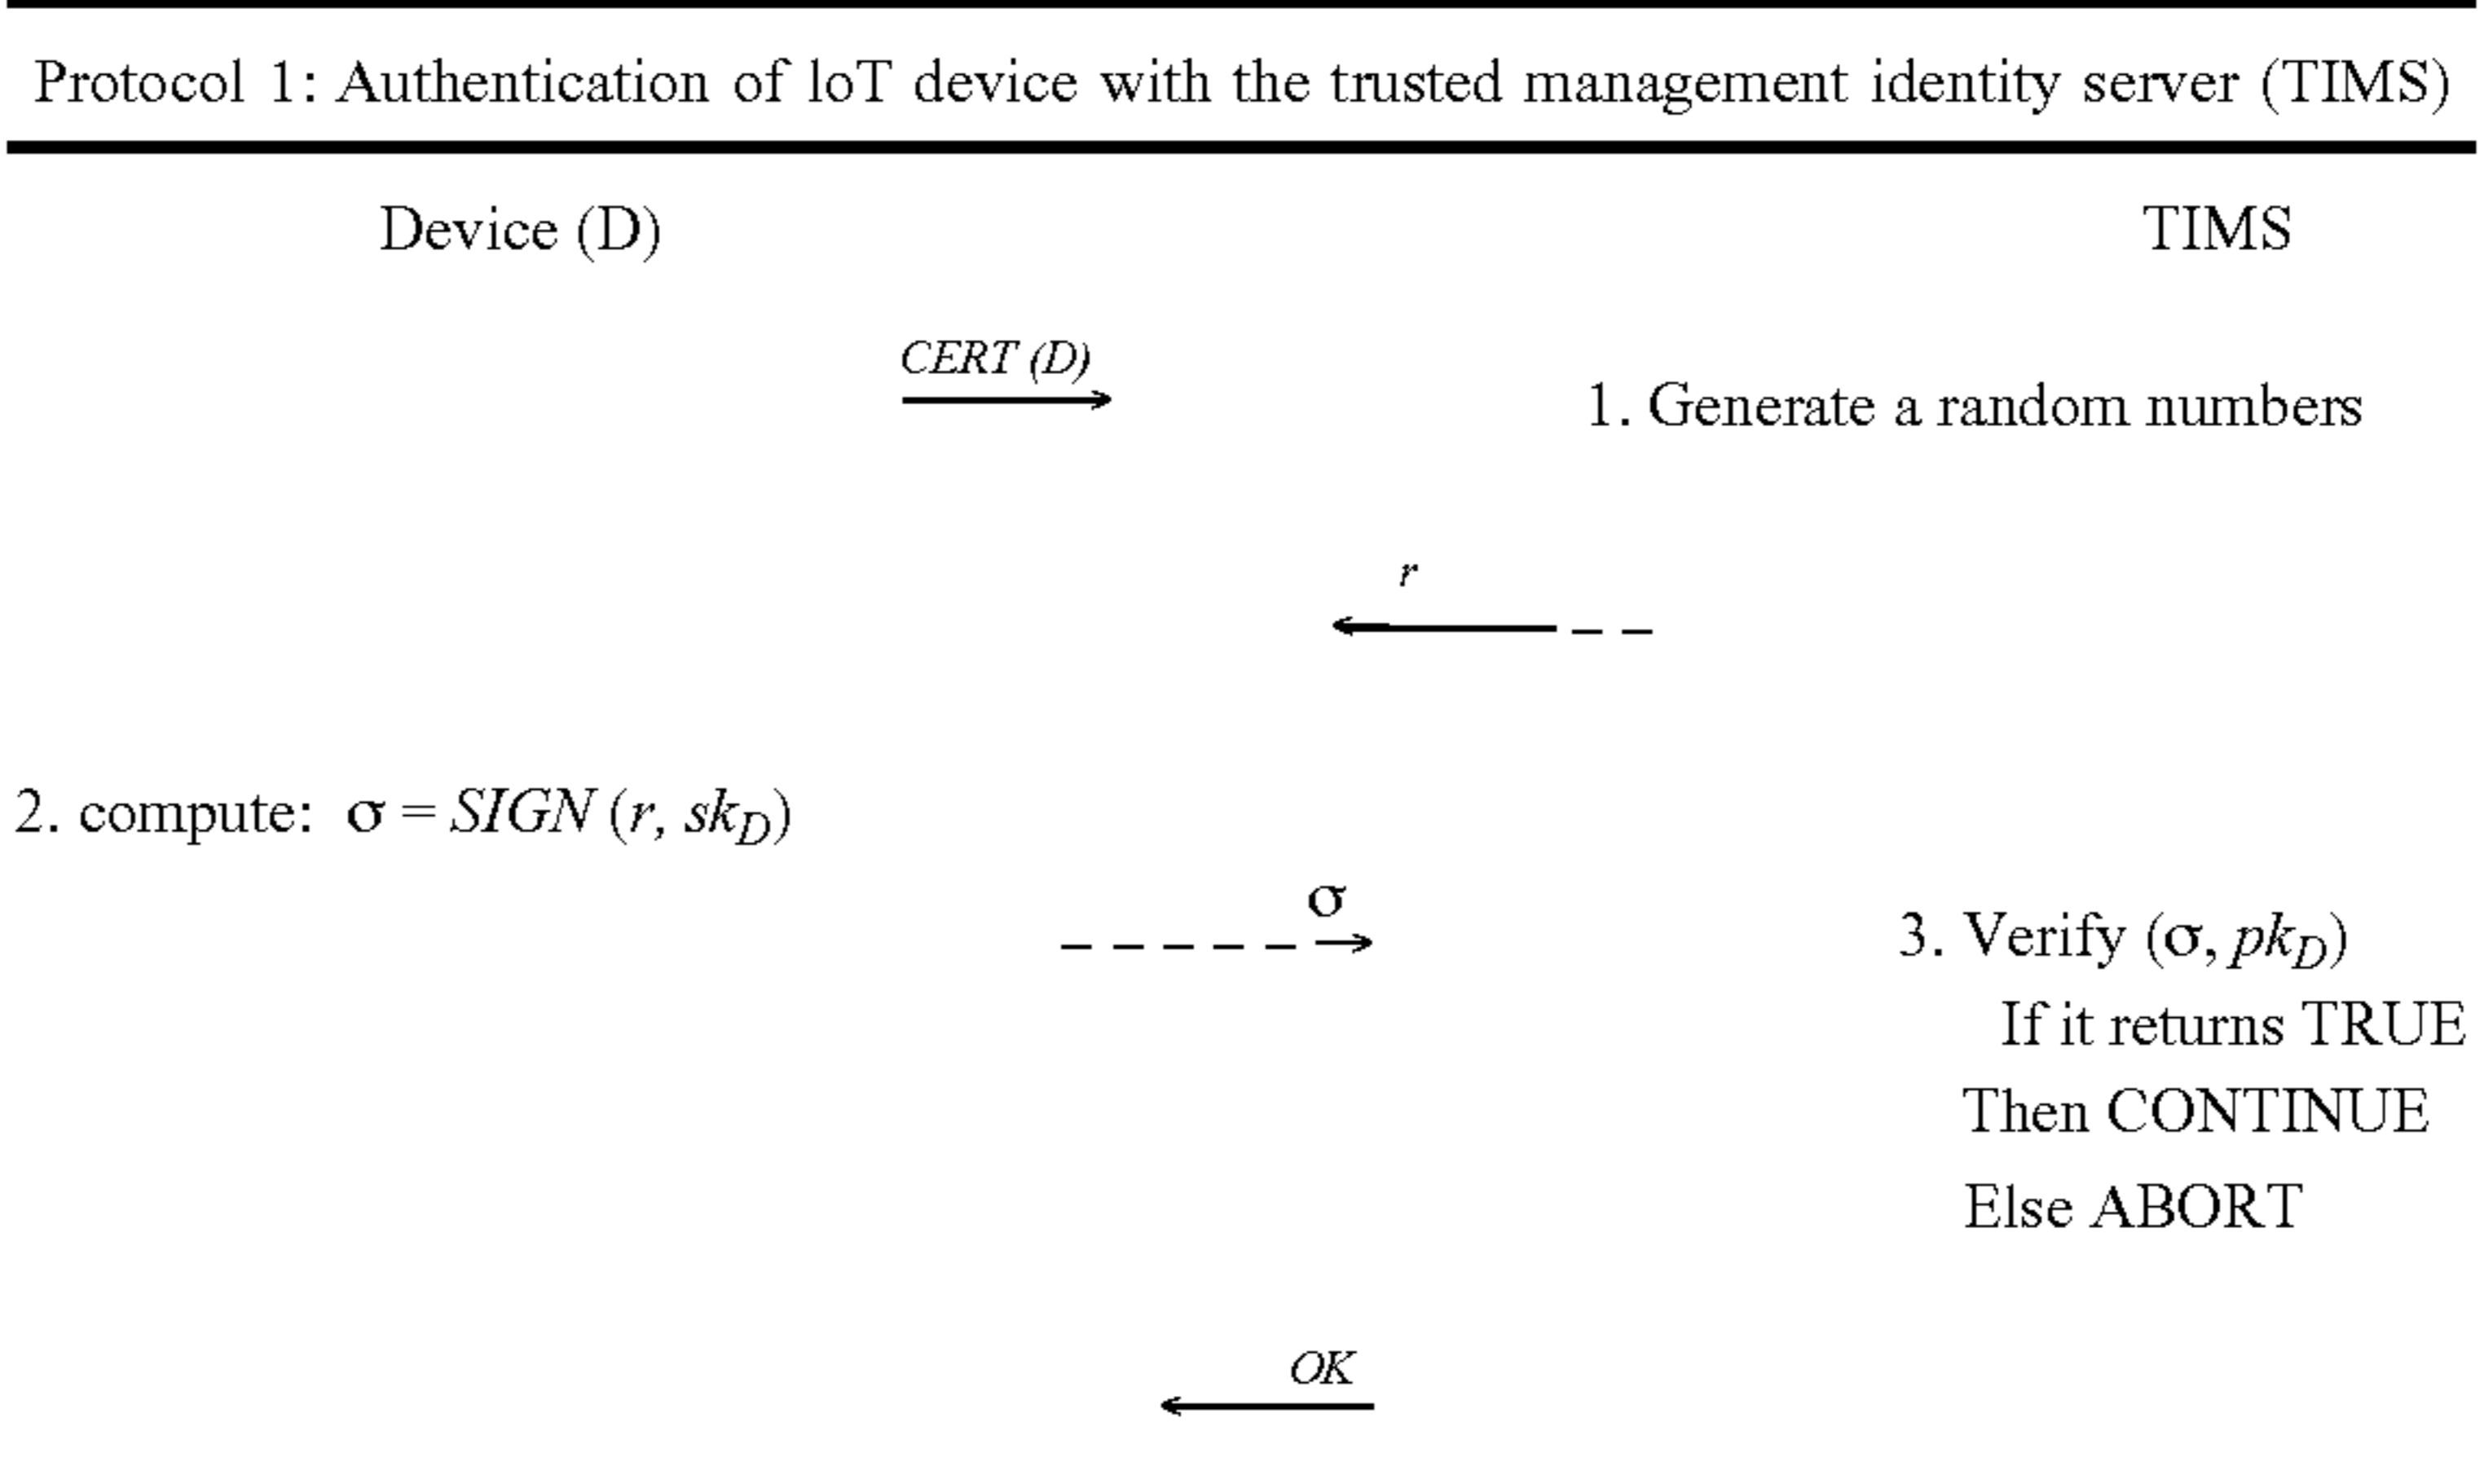 Protocol 1: Authentication of loT device with the trusted management identity server (TIMS)
Device (D) TIMS
CERT (D)
1. Generate a random numbers
r
2. compute: σ = SIGN (r, sk_D)
σ
3. Verify (σ, pk_D)
If it returns TRUE
Then CONTINUE
Else ABORT
OK